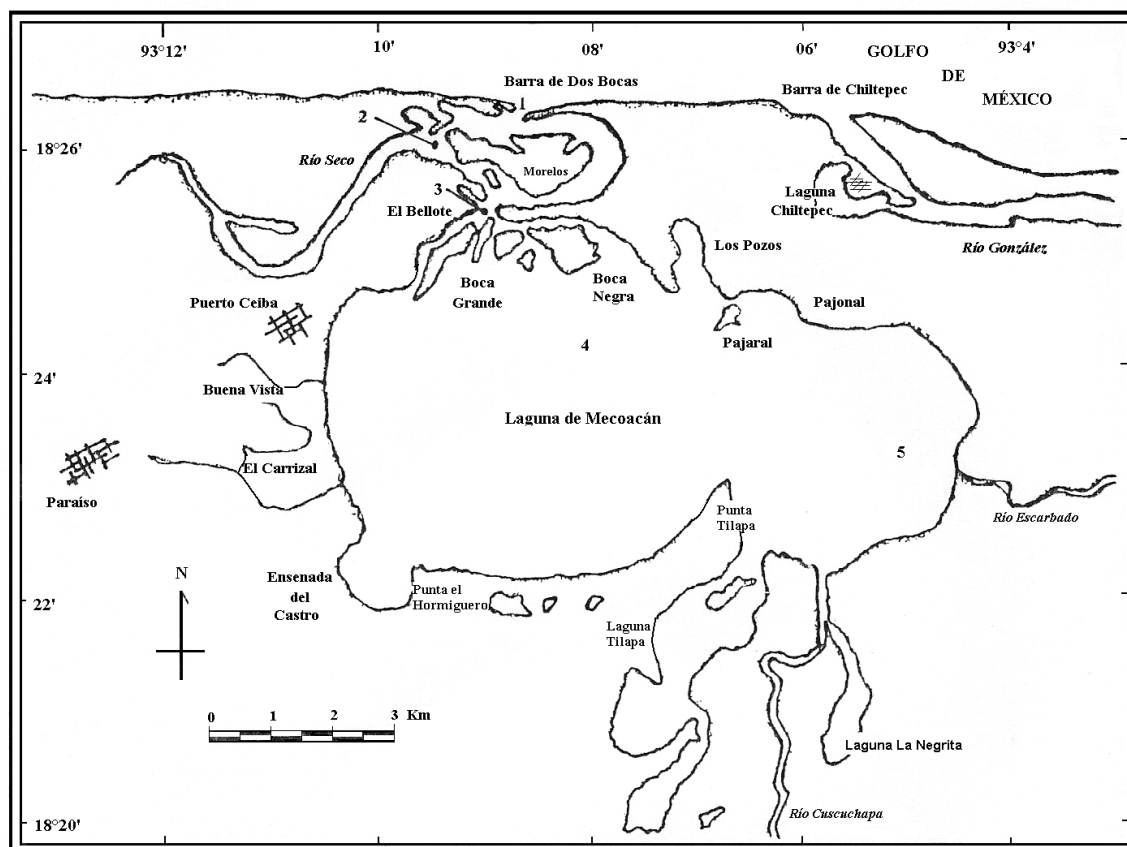 93°12'
10'
08'
06'
93°4'
GOLFO
DE
MÉXICO
Barra de Dos Bocas
Barra de Chiltepec
1
2
18°26'
Río Seco
Morelos
3
El Bellote
Laguna
Chiltepec
Río González
Los Pozos
Boca
Grande
Boca
Negra
Puerto Ceiba
Pajonal
Pajaral
4
24'
Buena Vista
Laguna de Mecoacán
5
El Carrizal
Paraíso
Punta
Tilapa
Río Escarbado
N
Ensenada
del
Castro
Punta el
Hormiguero
22'
Laguna
Tilapa
0 1 2 3 Km
Laguna La Negrita
Río Cuscuchapa
18°20'